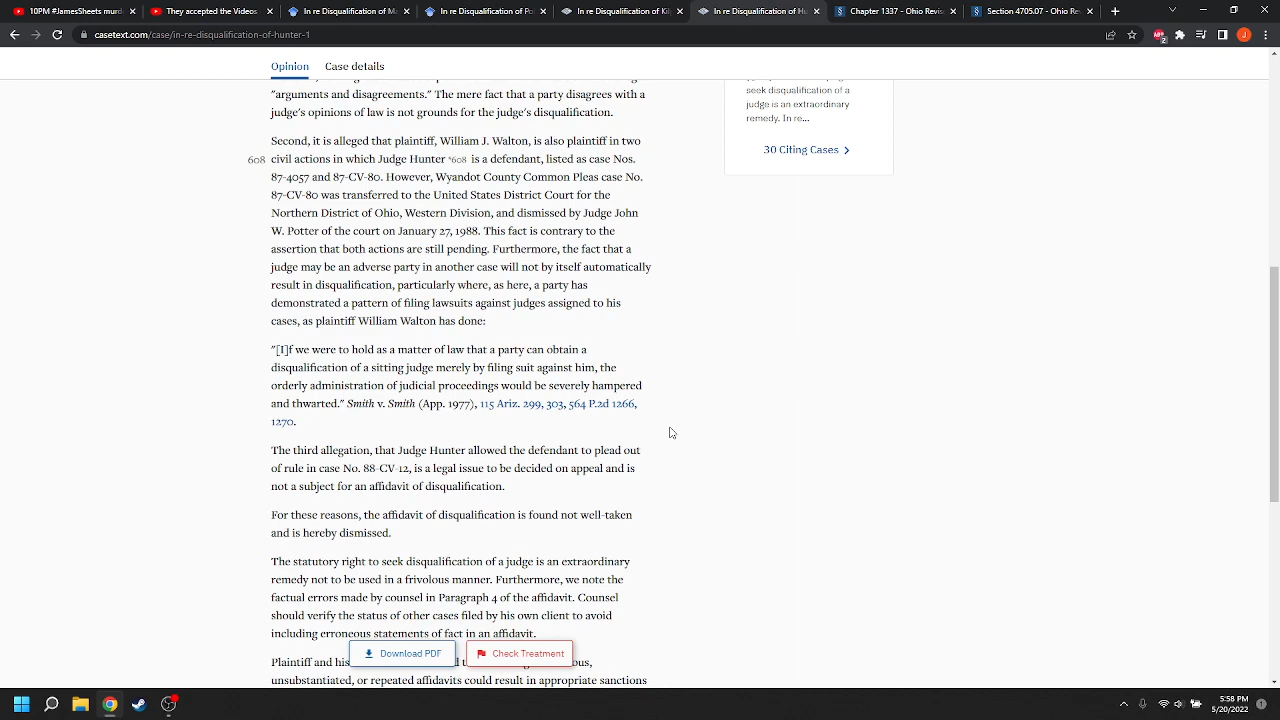 10PM #JamesSheets murd
They accept the Videos
In re Disqualification of Ma
In re Disqualification of Po
In re Disqualification of Kil
In re Disqualification of Hu
Chapter 1337 - Ohio Revis
Section 4705.07 - Ohio Re
casetext.com/case/in-re-disqualification-of-hunter-1
2
J
Opinion
Case details
"arguments and disagreements." The mere fact that a party disagrees with a
judge's opinions of law is not grounds for the judge's disqualification.
Second, it is alleged that plaintiff, William J. Walton, is also plaintiff in two
608 civil actions in which Judge Hunter *608 is a defendant, listed as case Nos.
87-4057 and 87-CV-80. However, Wyandot County Common Pleas case No.
87-CV-80 was transferred to the United States District Court for the
Northern District of Ohio, Western Division, and dismissed by Judge John
W. Potter of the court on January 27, 1988. This fact is contrary to the
assertion that both actions are still pending. Furthermore, the fact that a
judge may be an adverse party in another case will not by itself automatically
result in disqualification, particularly where, as here, a party has
demonstrated a pattern of filing lawsuits against judges assigned to his
cases, as plaintiff William Walton has done:
"[I]f we were to hold as a matter of law that a party can obtain a
disqualification of a sitting judge merely by filing suit against him, the
orderly administration of judicial proceedings would be severely hampered
and thwarted." Smith v. Smith (App. 1977), 115 Ariz. 299, 303, 564 P.2d 1266,
1270.
The third allegation, that Judge Hunter allowed the defendant to plead out
of rule in case No. 88-CV-12, is a legal issue to be decided on appeal and is
not a subject for an affidavit of disqualification.
For these reasons, the affidavit of disqualification is found not well-taken
and is hereby dismissed.
The statutory right to seek disqualification of a judge is an extraordinary
remedy not to be used in a frivolous manner. Furthermore, we note the
factual errors made by counsel in Paragraph 4 of the affidavit. Counsel
should verify the status of other cases filed by his own client to avoid
including erroneous statements of fact in an affidavit.
Plaintiff and his
unsubstantiated, or repeated affidavits could result in appropriate sanctions
Download PDF
Check Treatment
seek disqualification of a
judge is an extraordinary
remedy. In re...
30 Citing Cases
5:58 PM
5/20/2022